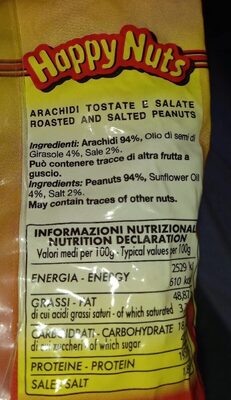 Happy Nuts
ARACHIDI TOSTATE E SALATE
ROASTED AND SALTED PEANUTS
Ingredienti: Arachidi 94%, Olio di semi di
Girasole 4%, Sale 2%.
Può contenere tracce di altra frutta a
guscio.
Ingredients: Peanuts 94%, Sunflower Oil
4%, Salt 2%.
May contain traces of other nuts.
INFORMAZIONI NUTRIZIONALI
NUTRITION DECLARATION
Valori medi per 100g - Typical values per 100g
ENERGIA - ENERGY 2529 kJ
610 kcal
GRASSI - FAT 48,8
di cui acidi grassi saturi - of which saturated
CARBOIDRATI - CARBOHYDRATE
di cui zuccheri - of which sugar
PROTEINE - PROTEIN
SALE - SALT